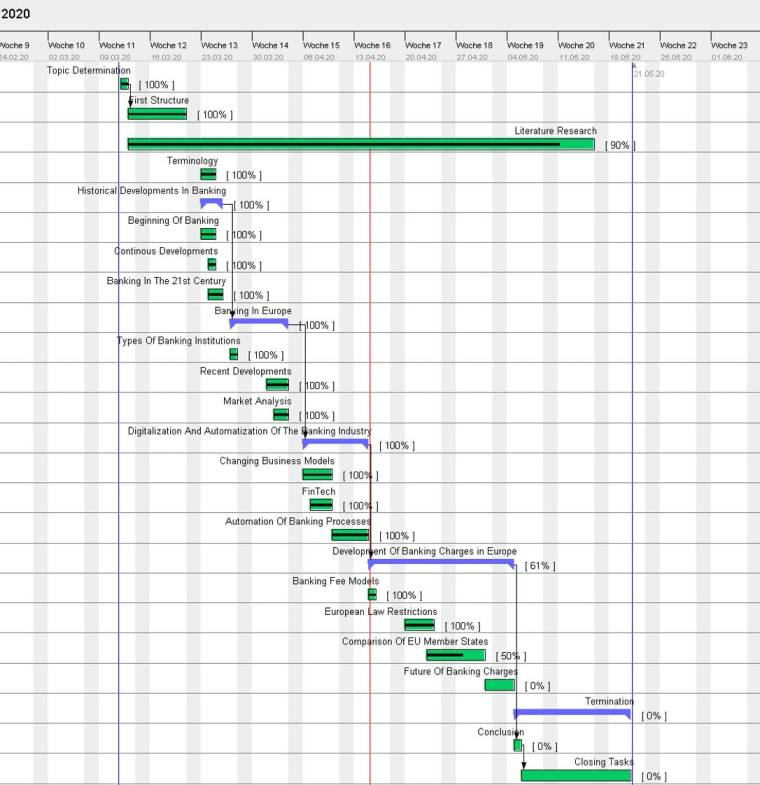 2020
Woche 9 Woche 10 Woche 11 Woche 12 Woche 13 Woche 14 Woche 15 Woche 16 Woche 17 Woche 18 Woche 19 Woche 20 Woche 21 Woche 22 Woche 23
24.02.20 02.03.20 09.03.20 16.03.20 23.03.20 30.03.20 06.04.20 13.04.20 20.04.20 27.04.20 04.05.20 11.05.20 18.05.20 25.05.20 01.06.20
21.05.20
Topic Determination
[ 100% ]
First Structure
[ 100% ]
Literature Research
[ 90% ]
Terminology
[ 100% ]
Historical Developments In Banking
[ 100% ]
Beginning Of Banking
[ 100% ]
Continous Developments
[ 100% ]
Banking In The 21st Century
[ 100% ]
Banking In Europe
[ 100% ]
Types Of Banking Institutions
[ 100% ]
Recent Developments
[ 100% ]
Market Analysis
[ 100% ]
Digitalization And Automatization Of The Banking Industry
[ 100% ]
Changing Business Models
[ 100% ]
FinTech
[ 100% ]
Automation Of Banking Processes
[ 100% ]
Development Of Banking Charges in Europe
[ 61% ]
Banking Fee Models
[ 100% ]
European Law Restrictions
[ 100% ]
Comparison Of EU Member States
[ 50% ]
Future Of Banking Charges
[ 0% ]
Termination
[ 0% ]
Conclusion
[ 0% ]
Closing Tasks
[ 0% ]